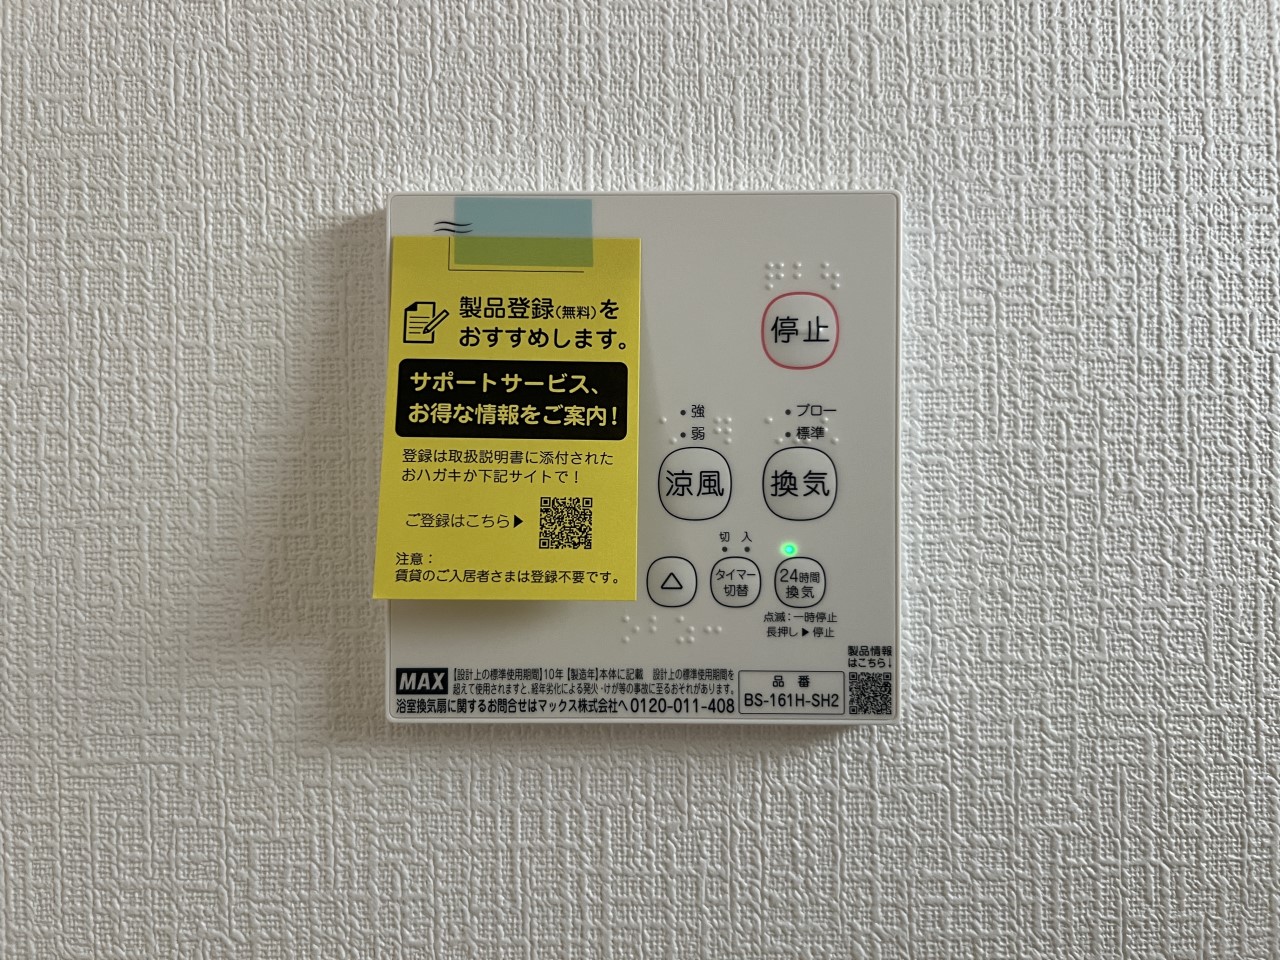 製品登録(無料)を
おすすめします。
サポートサービス、
お得な情報をご案内！
登録は取扱説明書に添付された
おハガキか下記サイトで！
ご登録はこちら▶
注意：
賃貸のご入居者さまは登録不要です。
停止
強
弱
涼風
ブロー
標準
換気
切 入
△
タイマー
切替
24時間
換気
点滅：一時停止
長押し▶停止
製品情報
はこちら↓
MAX
【設計上の標準使用期間】10年 【製造年】本体に記載 設計上の標準使用期間を
超えて使用されますと、経年劣化による発火・けが等の事故に至るおそれがあります。
浴室換気扇に関するお問合せはマックス株式会社へ 0120-011-408
品番
BS-161H-SH2